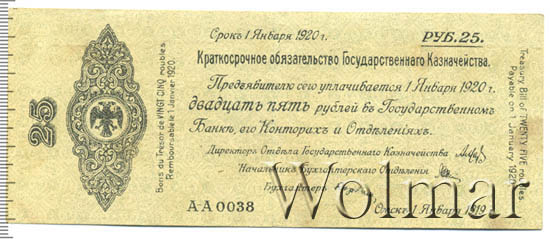 Срокъ 1 Января 1920 г.
РУБ. 25.
Краткосрочное обязательство Государственнаго Казначейства.
Предъявителю сего уплачивается 1 Января 1920 г.
двадцать пять рублей въ Государственномъ
Банкѣ, его Конторахъ и Отдѣленіяхъ.
Директоръ Отдѣла Государственнаго Казначейства
Начальникъ Бухгалтерскаго Отдѣленія
Бухгалтеръ
А-А 0038
Омскъ 1 Января 1919
25
Bons du Trésor de VINGT CINQ roubles.
Remboursable le 1 Janvier 1920.
Treasury Bill of TWENTY FIVE roubles.
Payable on 1 January 1920.
Wolmar